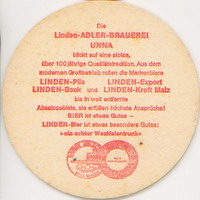 Die
Linden-ADLER-BRAUEREI
UNNA
blickt auf eine stolze,
über 100jährige Qualitätstradition. Aus dem
modernen Großbetrieb rollen die Markenbiere
LINDEN-Pils LINDEN-Export
LINDEN-Bock und LINDEN-Kraft Malz
bis in weit entfernte
Absatzgebiete, sie erfüllen höchste Ansprüche!
BIER ist etwas Gutes -
LINDEN-Bier ist etwas besonders Gutes:
»ein echter Westfalentrunk«